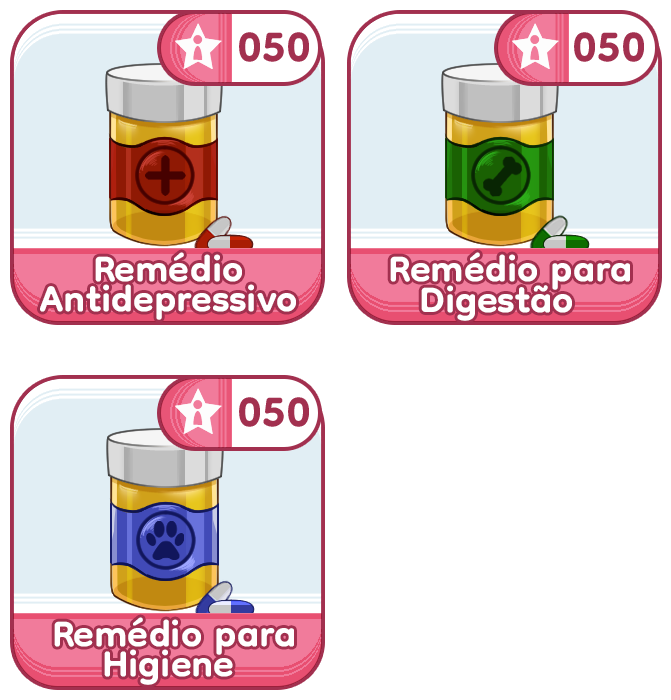 050
Remédio
Antidepressivo
050
Remédio para
Digestão
050
Remédio para
Higiene